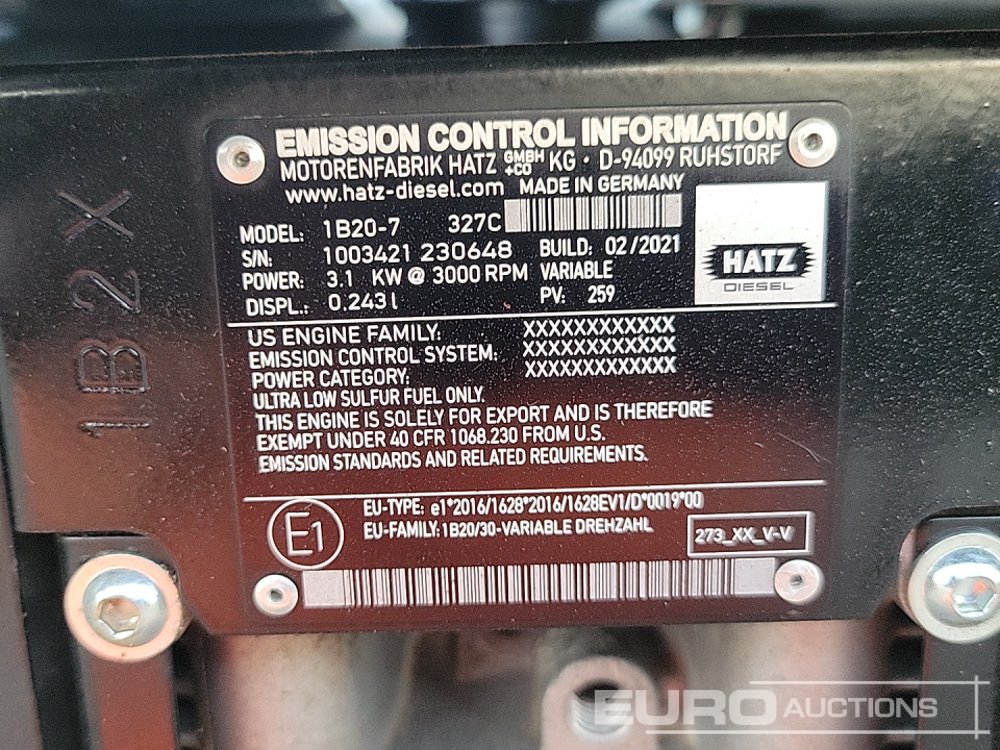 EMISSION CONTROL INFORMATION
MOTORENFABRIK HATZ GMBH +CO KG · D-94099 RUHSTORF
www.hatz-diesel.com MADE IN GERMANY
MODEL: 1B20-7 327C
S/N: 1003421 230648 BUILD: 02/2021
POWER: 3.1 KW @ 3000 RPM VARIABLE
DISPL.: 0.243 l PV: 259
HATZ
DIESEL
US ENGINE FAMILY: XXXXXXXXXXXX
EMISSION CONTROL SYSTEM: XXXXXXXXXXXX
POWER CATEGORY: XXXXXXXXXXXX
ULTRA LOW SULFUR FUEL ONLY.
THIS ENGINE IS SOLELY FOR EXPORT AND IS THEREFORE
EXEMPT UNDER 40 CFR 1068.230 FROM U.S.
EMISSION STANDARDS AND RELATED REQUIREMENTS.
E1
EU-TYPE: e1*2016/1628*2016/1628EV1/D*0019*00
EU-FAMILY: 1B20/30-VARIABLE DREHZAHL
273_XX_V-V
1B2X
EURO AUCTIONS